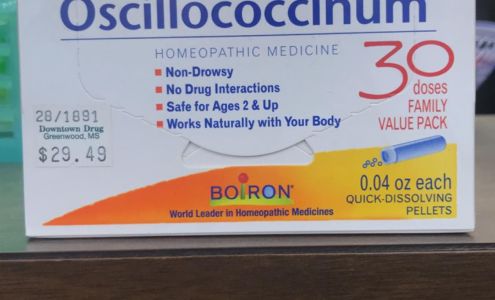 Oscillococcinum
HOMEOPATHIC MEDICINE
Non-Drowsy
No Drug Interactions
Safe for Ages 2 & Up
Works Naturally with Your Body
30
doses
FAMILY
VALUE PACK
28/1891
Downtown Drug
Greenwood, MS
$29.49
BOIRON®
World Leader in Homeopathic Medicines
0.04 oz each
QUICK-DISSOLVING
PELLETS